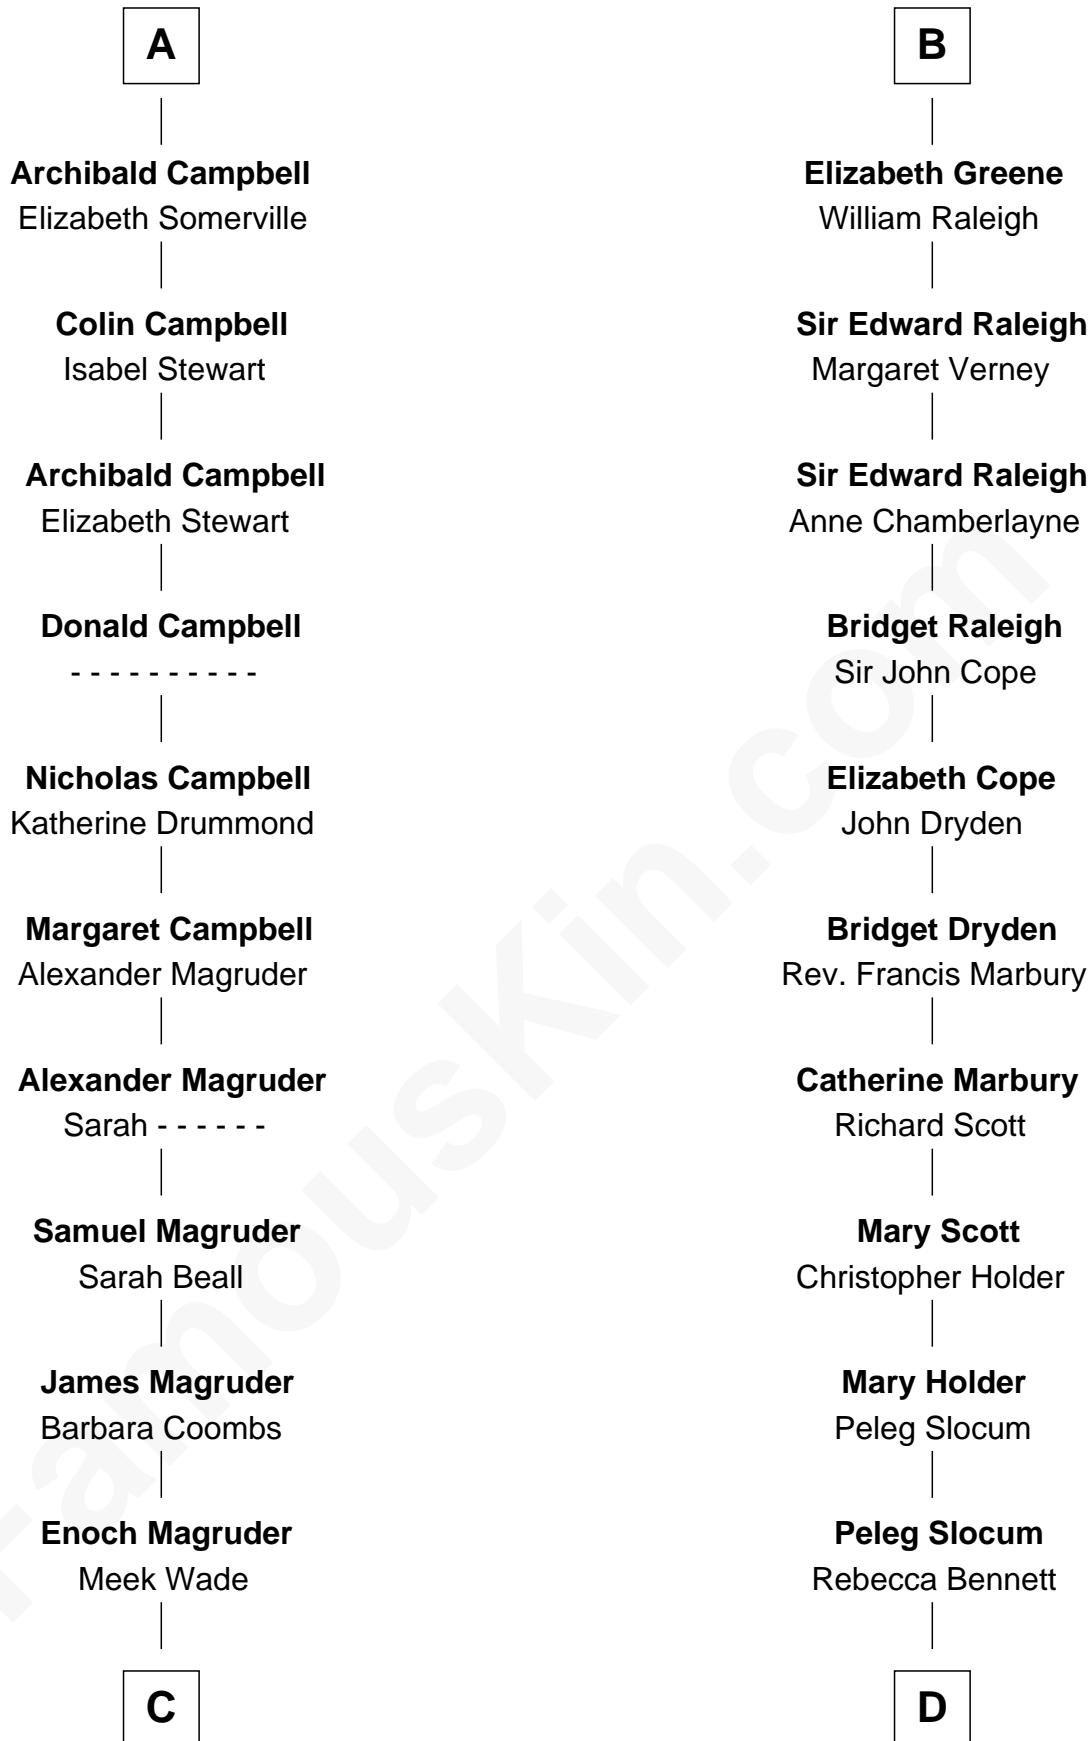 A
Archibald Campbell
Elizabeth Somerville
Colin Campbell
Isabel Stewart
Archibald Campbell
Elizabeth Stewart
Donald Campbell
- - - - - - - - - -
Nicholas Campbell
Katherine Drummond
Margaret Campbell
Alexander Magruder
Alexander Magruder
Sarah - - - - - -
Samuel Magruder
Sarah Beall
James Magruder
Barbara Coombs
Enoch Magruder
Meek Wade
C
B
Elizabeth Greene
William Raleigh
Sir Edward Raleigh
Margaret Verney
Sir Edward Raleigh
Anne Chamberlayne
Bridget Raleigh
Sir John Cope
Elizabeth Cope
John Dryden
Bridget Dryden
Rev. Francis Marbury
Catherine Marbury
Richard Scott
Mary Scott
Christopher Holder
Mary Holder
Peleg Slocum
Peleg Slocum
Rebecca Bennett
D
FamousKin.com